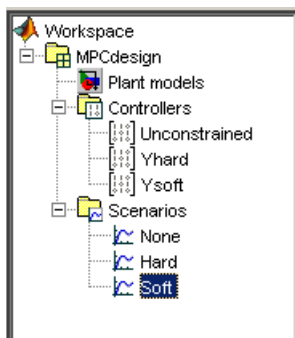 Workspace
MPCdesign
Plant models
Controllers
Unconstrained
Yhard
Ysoft
Scenarios
None
Hard
Soft